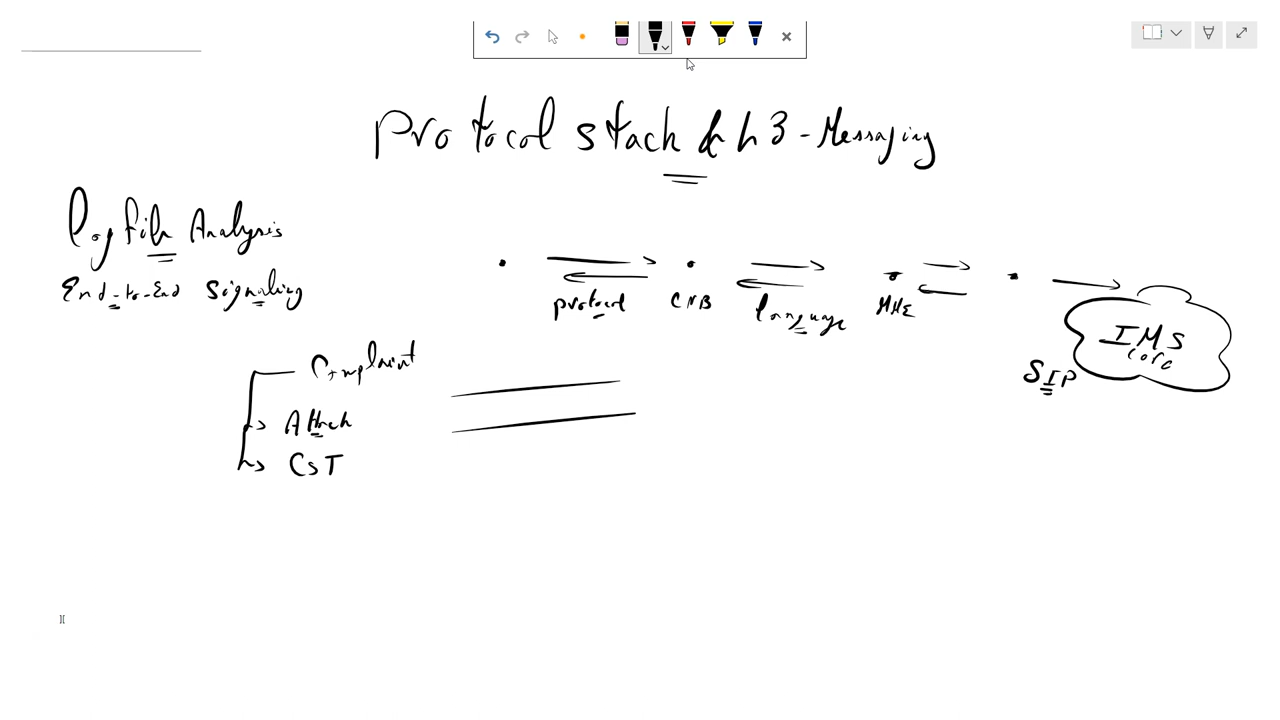 Protocol stack & L3-Messaging
log file Analysis
End-to-End Signaling
protocol
eNB
language
MME
IMS
core
SIP
Complaint
Attach
CST